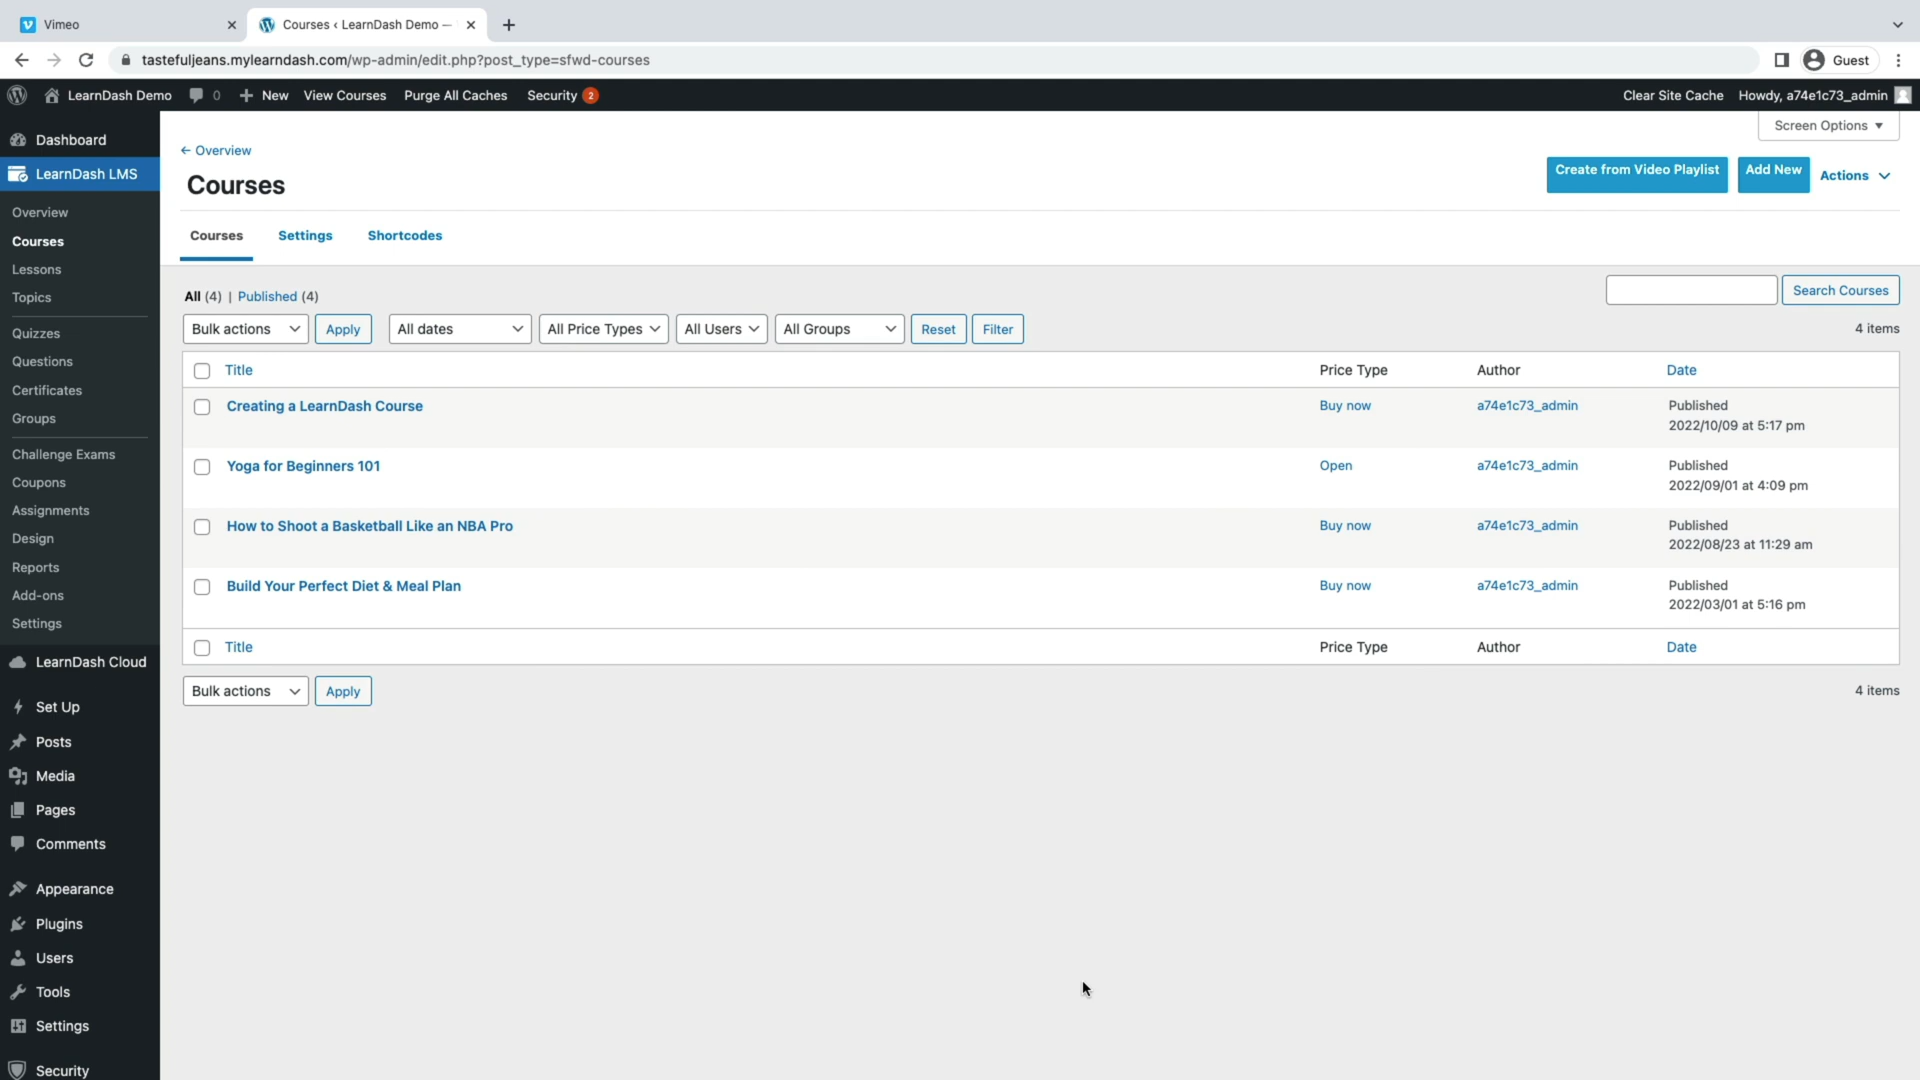 Vimeo
Courses ‹ LearnDash Demo —
tastefuljeans.mylearndash.com/wp-admin/edit.php?post_type=sfwd-courses
Guest
LearnDash Demo 0 New View Courses Purge All Caches Security 2
Clear Site Cache Howdy, a74e1c73_admin
Dashboard
LearnDash LMS
Overview
Courses
Lessons
Topics
Quizzes
Questions
Certificates
Groups
Challenge Exams
Coupons
Assignments
Design
Reports
Add-ons
Settings
LearnDash Cloud
Set Up
Posts
Media
Pages
Comments
Appearance
Plugins
Users
Tools
Settings
Security
Screen Options
← Overview
Courses
Create from Video Playlist Add New Actions
Courses Settings Shortcodes
All (4) | Published (4)
Search Courses
Bulk actions Apply All dates All Price Types All Users All Groups Reset Filter 4 items
Title Price Type Author Date
Creating a LearnDash Course Buy now a74e1c73_admin Published
2022/10/09 at 5:17 pm
Yoga for Beginners 101 Open a74e1c73_admin Published
2022/09/01 at 4:09 pm
How to Shoot a Basketball Like an NBA Pro Buy now a74e1c73_admin Published
2022/08/23 at 11:29 am
Build Your Perfect Diet & Meal Plan Buy now a74e1c73_admin Published
2022/03/01 at 5:16 pm
Title Price Type Author Date
Bulk actions Apply 4 items